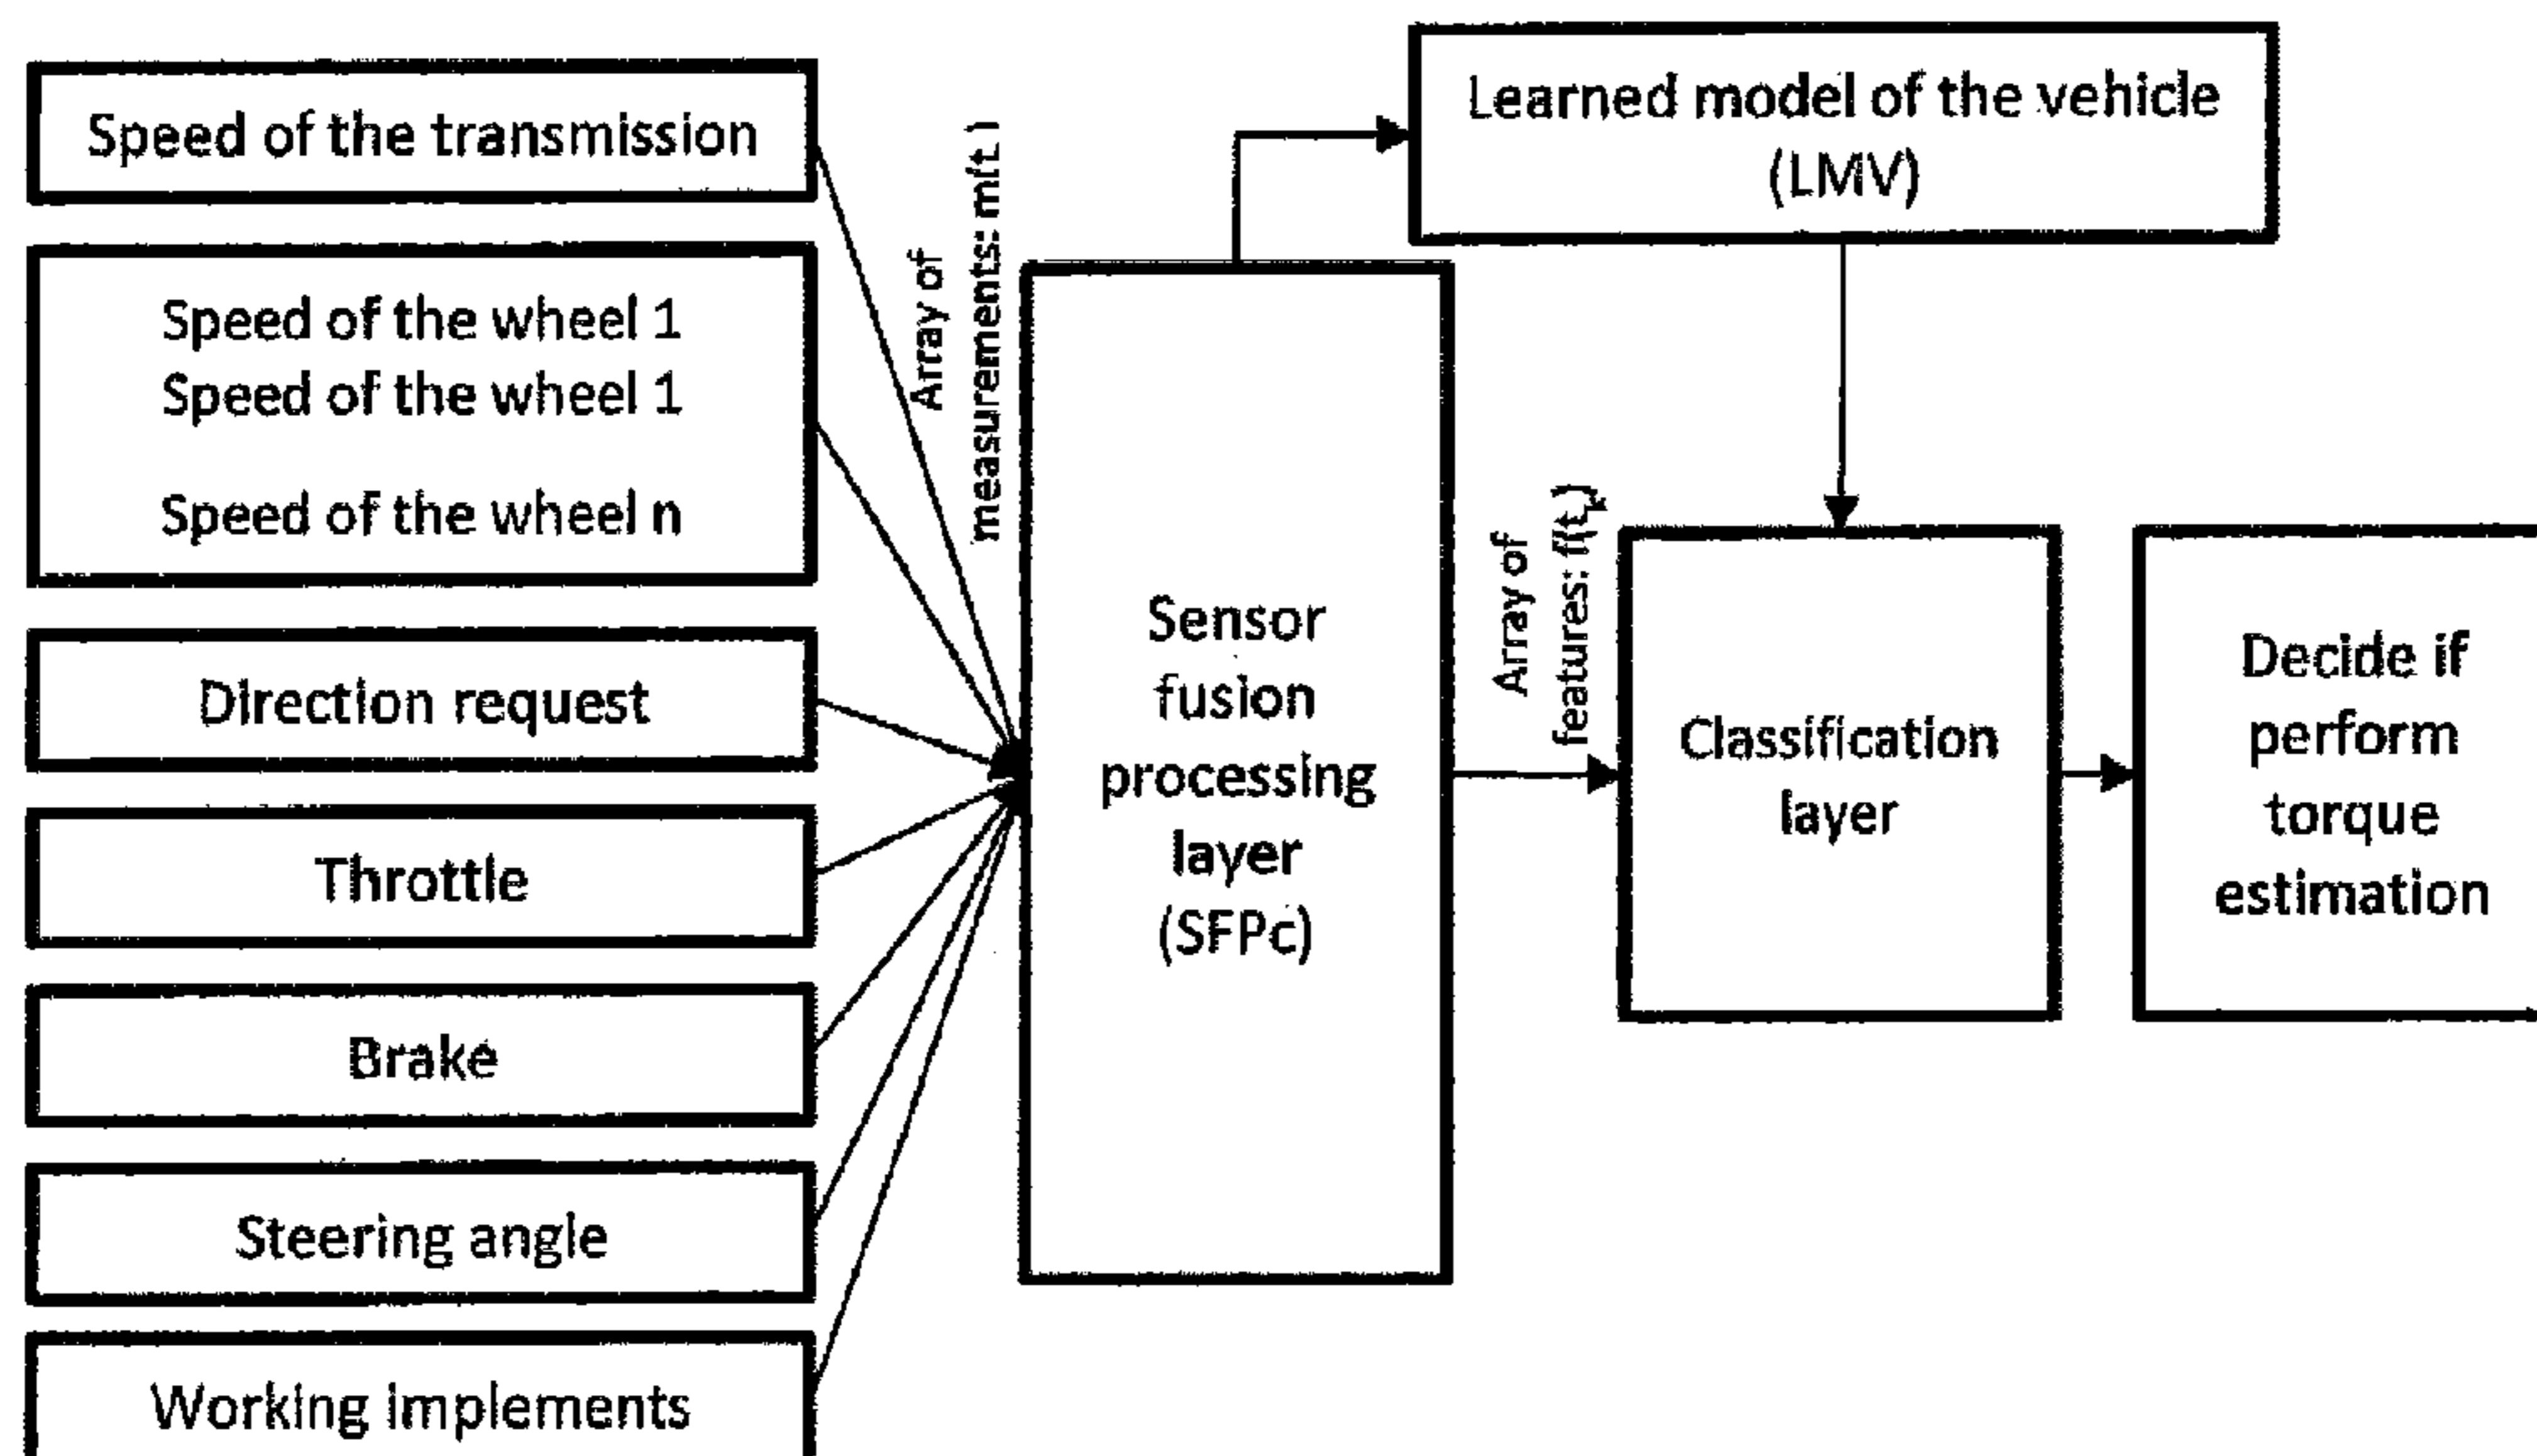 Speed of the transmission
Speed of the wheel 1
Speed of the wheel 1
Speed of the wheel n
Direction request
Throttle
Brake
Steering angle
Working implements
Array of
measurements: m(t)
Sensor
fusion
processing
layer
(SFPc)
Learned model of the vehicle
(LMV)
Array of
features: f(tk)
Classification
layer
Decide if
perform
torque
estimation